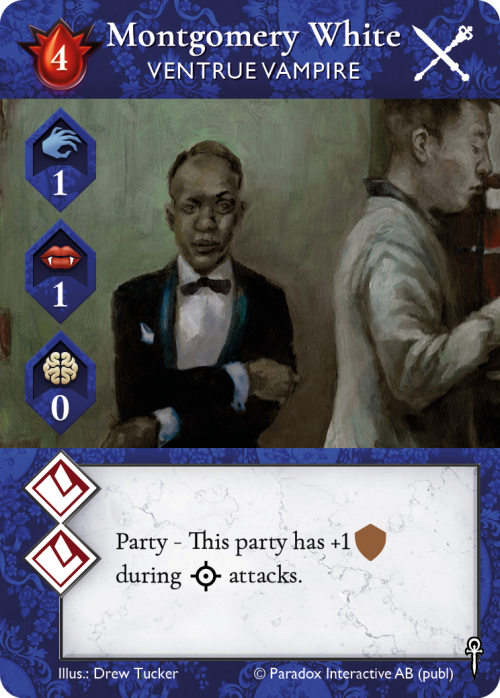 4
Montgomery White
VENTRUE VAMPIRE
1
1
0
Party - This party has +1
during attacks.
Illus.: Drew Tucker
© Paradox Interactive AB (publ)